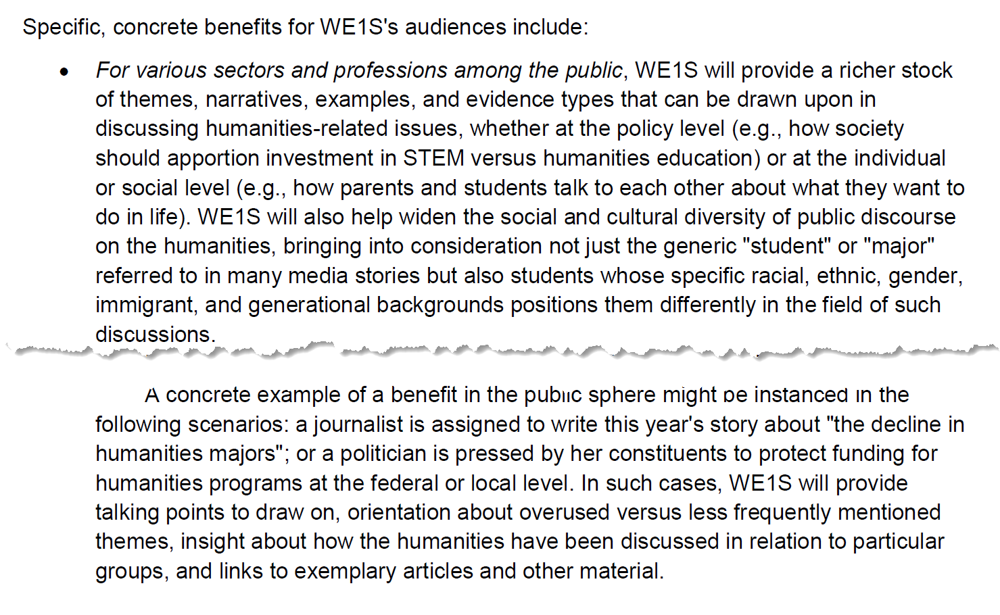 Specific, concrete benefits for WE1S's audiences include:
• For various sectors and professions among the public, WE1S will provide a richer stock
of themes, narratives, examples, and evidence types that can be drawn upon in
discussing humanities-related issues, whether at the policy level (e.g., how society
should apportion investment in STEM versus humanities education) or at the individual
or social level (e.g., how parents and students talk to each other about what they want to
do in life). WE1S will also help widen the social and cultural diversity of public discourse
on the humanities, bringing into consideration not just the generic "student" or "major"
referred to in many media stories but also students whose specific racial, ethnic, gender,
immigrant, and generational backgrounds positions them differently in the field of such
discussions.
A concrete example of a benefit in the public sphere might be instanced in the
following scenarios: a journalist is assigned to write this year's story about "the decline in
humanities majors"; or a politician is pressed by her constituents to protect funding for
humanities programs at the federal or local level. In such cases, WE1S will provide
talking points to draw on, orientation about overused versus less frequently mentioned
themes, insight about how the humanities have been discussed in relation to particular
groups, and links to exemplary articles and other material.